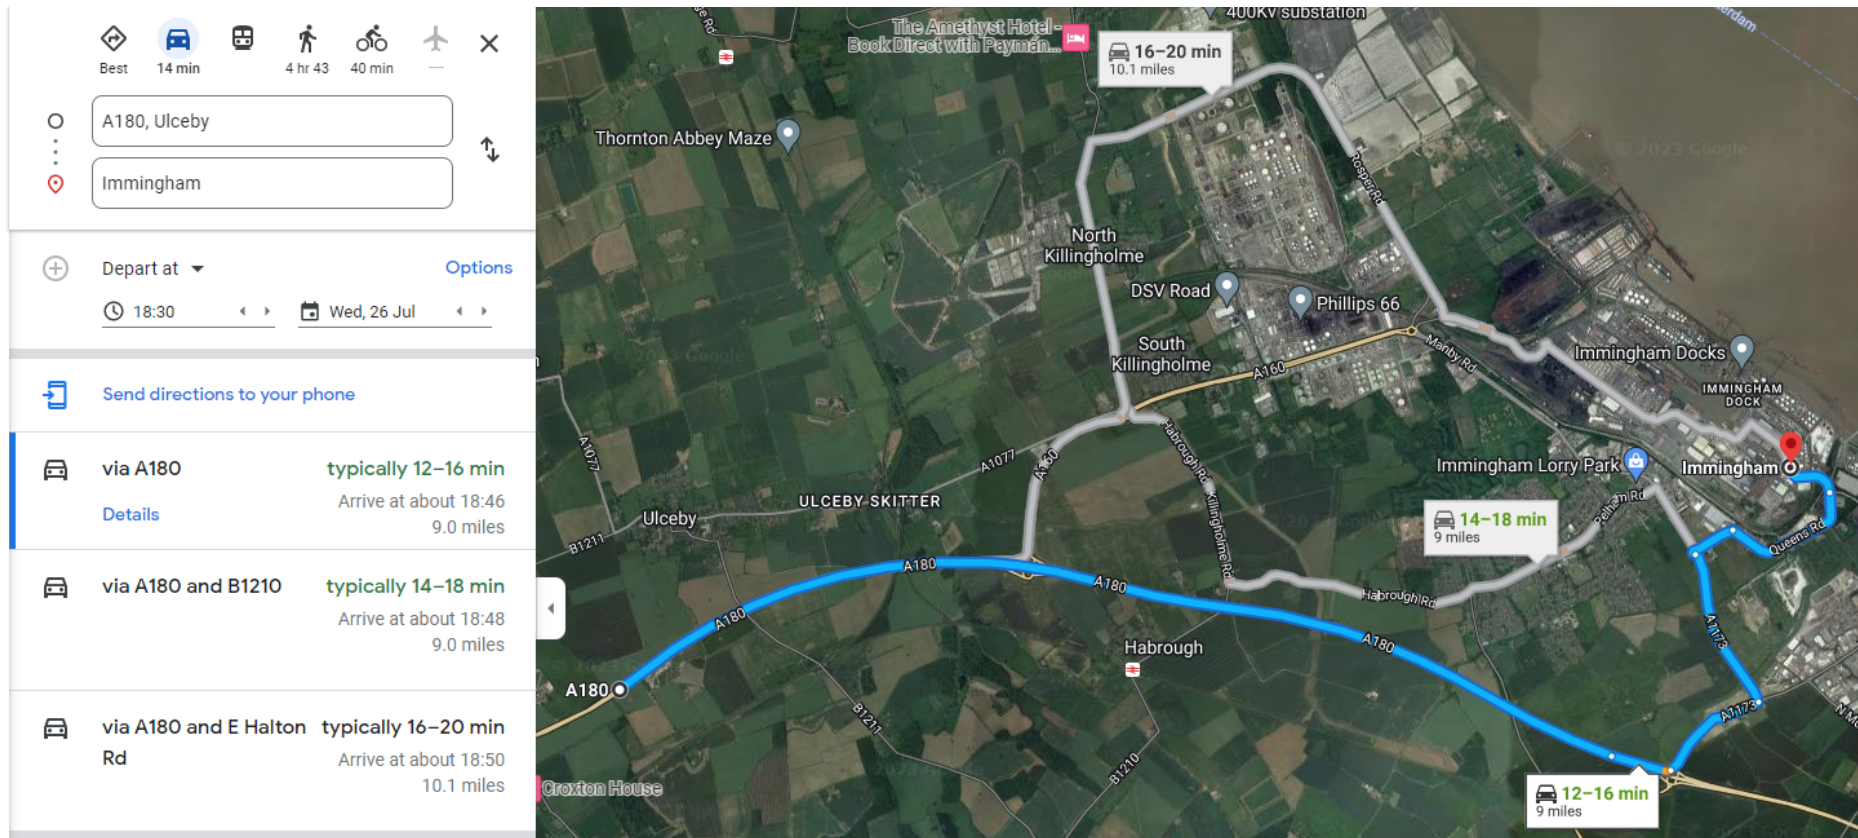 Best
14 min
4 hr 43
40 min
—
A180, Ulceby
Immingham
Depart at
Options
18:30
Wed, 26 Jul
Send directions to your phone
via A180
typically 12–16 min
Arrive at about 18:46
Details
9.0 miles
via A180 and B1210
typically 14–18 min
Arrive at about 18:48
9.0 miles
via A180 and E Halton
Rd
typically 16–20 min
Arrive at about 18:50
10.1 miles
400KV substation
The Amethyst Hotel -
Book Direct with Payman...
16–20 min
10.1 miles
Thornton Abbey Maze
© 2023 Google
Rosper Rd
North
Killingholme
DSV Road
Phillips 66
South
Killingholme
A160
Manby Rd
Immingham Docks
IMMINGHAM
DOCK
A1077
A1077
A160
Habrough Rd
Killingholme Rd
Immingham Lorry Park
Immingham
Pelham Rd
ULCEBY SKITTER
Ulceby
B1211
14–18 min
9 miles
Queens Rd
A180
A180
A180
A180
Habrough Rd
A1173
A1173
Habrough
A180
B1211
B1210
Croxton House
12–16 min
9 miles